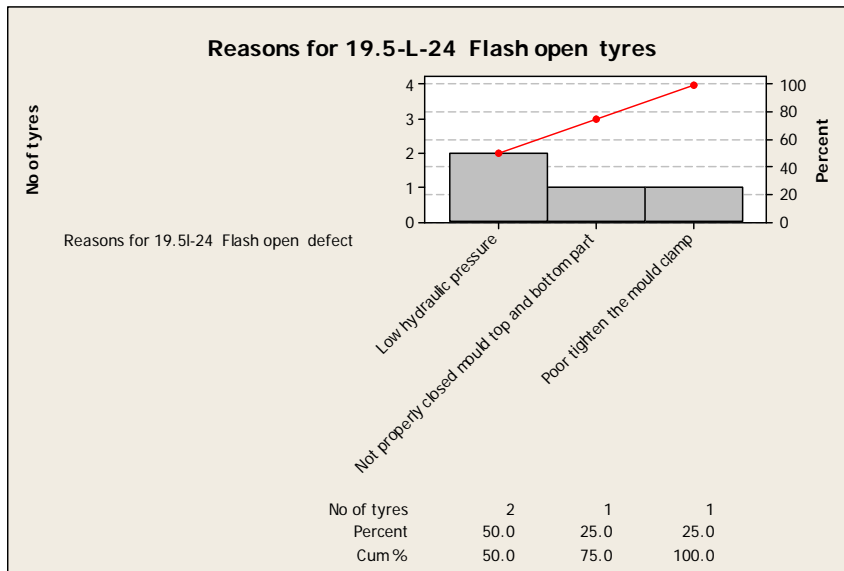 Reasons for 19.5-L-24 Flash open tyres
No of tyres
4
3
2
1
0
100
80
60
40
20
0
Percent
Reasons for 19.5l-24 Flash open defect
Low hydraulic pressure
Not properly closed mould top and bottom part
Poor tighten the mould clamp
No of tyres 2 1 1
Percent 50.0 25.0 25.0
Cum % 50.0 75.0 100.0